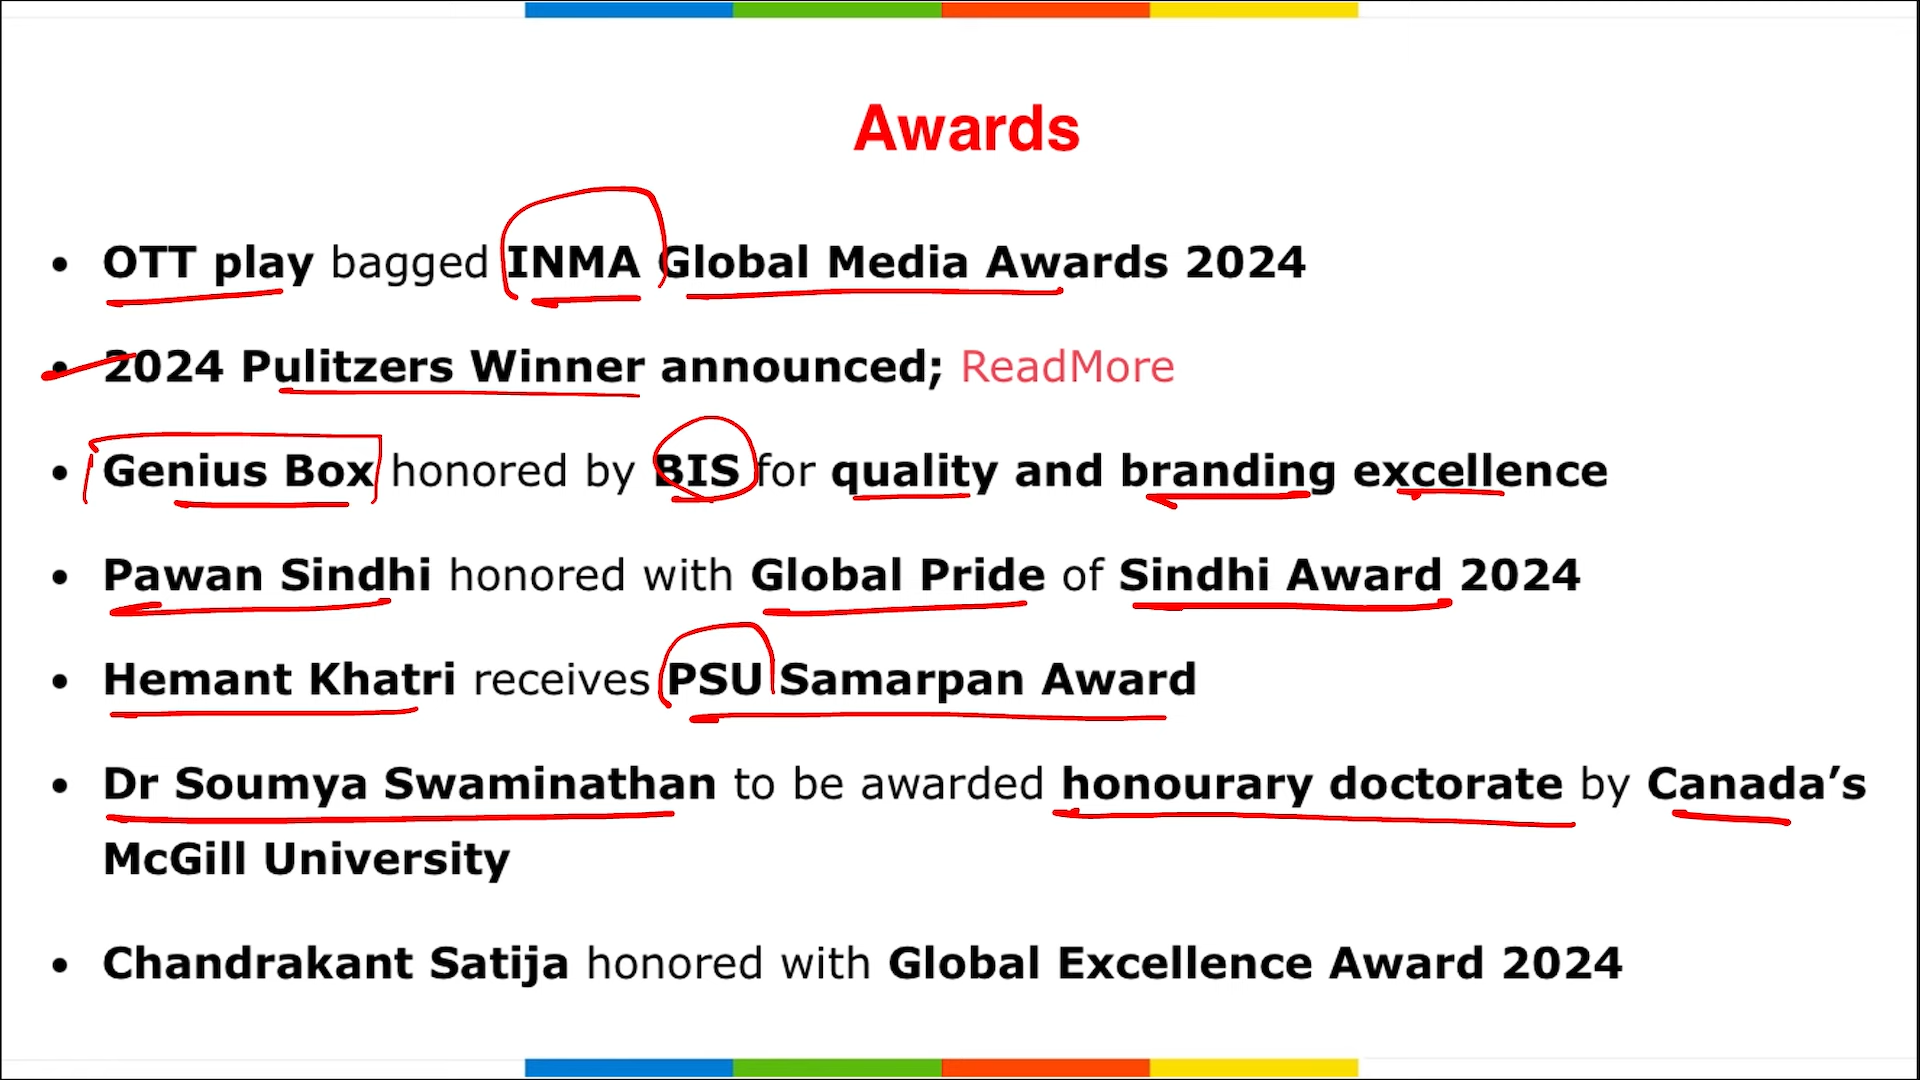 Awards
• OTT play bagged INMA Global Media Awards 2024
• 2024 Pulitzers Winner announced; ReadMore
• Genius Box honored by BIS for quality and branding excellence
• Pawan Sindhi honored with Global Pride of Sindhi Award 2024
• Hemant Khatri receives PSU Samarpan Award
• Dr Soumya Swaminathan to be awarded honourary doctorate by Canada’s
McGill University
• Chandrakant Satija honored with Global Excellence Award 2024